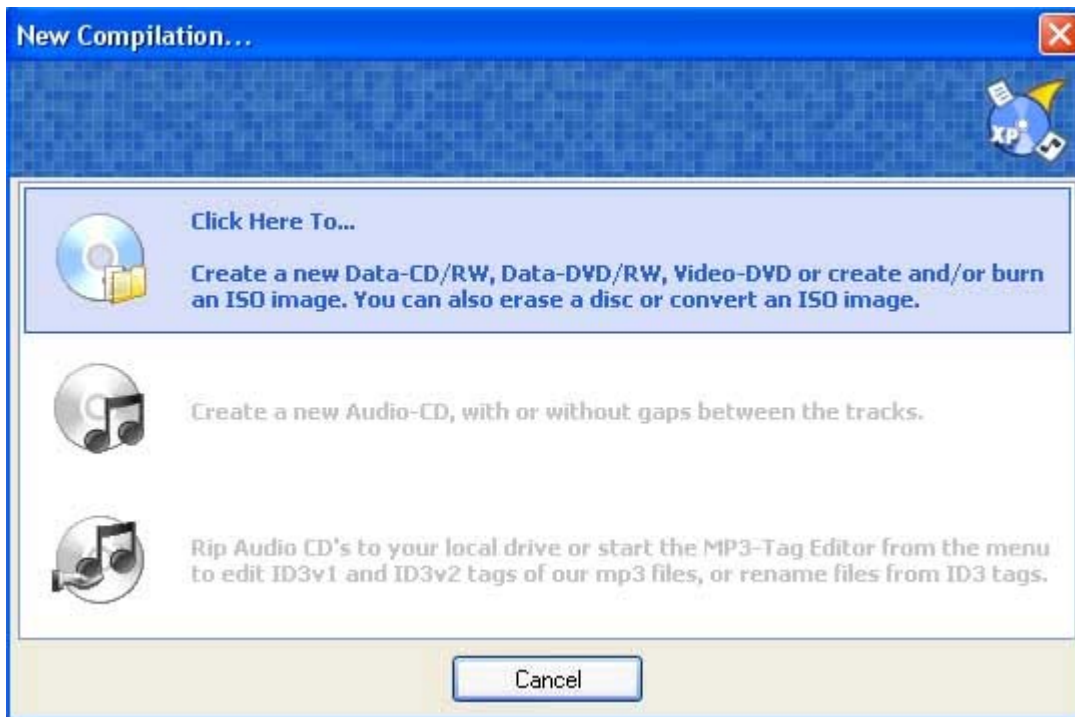 New Compilation...
XP
Click Here To...
Create a new Data-CD/RW, Data-DVD/RW, Video-DVD or create and/or burn
an ISO image. You can also erase a disc or convert an ISO image.
Create a new Audio-CD, with or without gaps between the tracks.
Rip Audio CD's to your local drive or start the MP3-Tag Editor from the menu
to edit ID3v1 and ID3v2 tags of our mp3 files, or rename files from ID3 tags.
Cancel